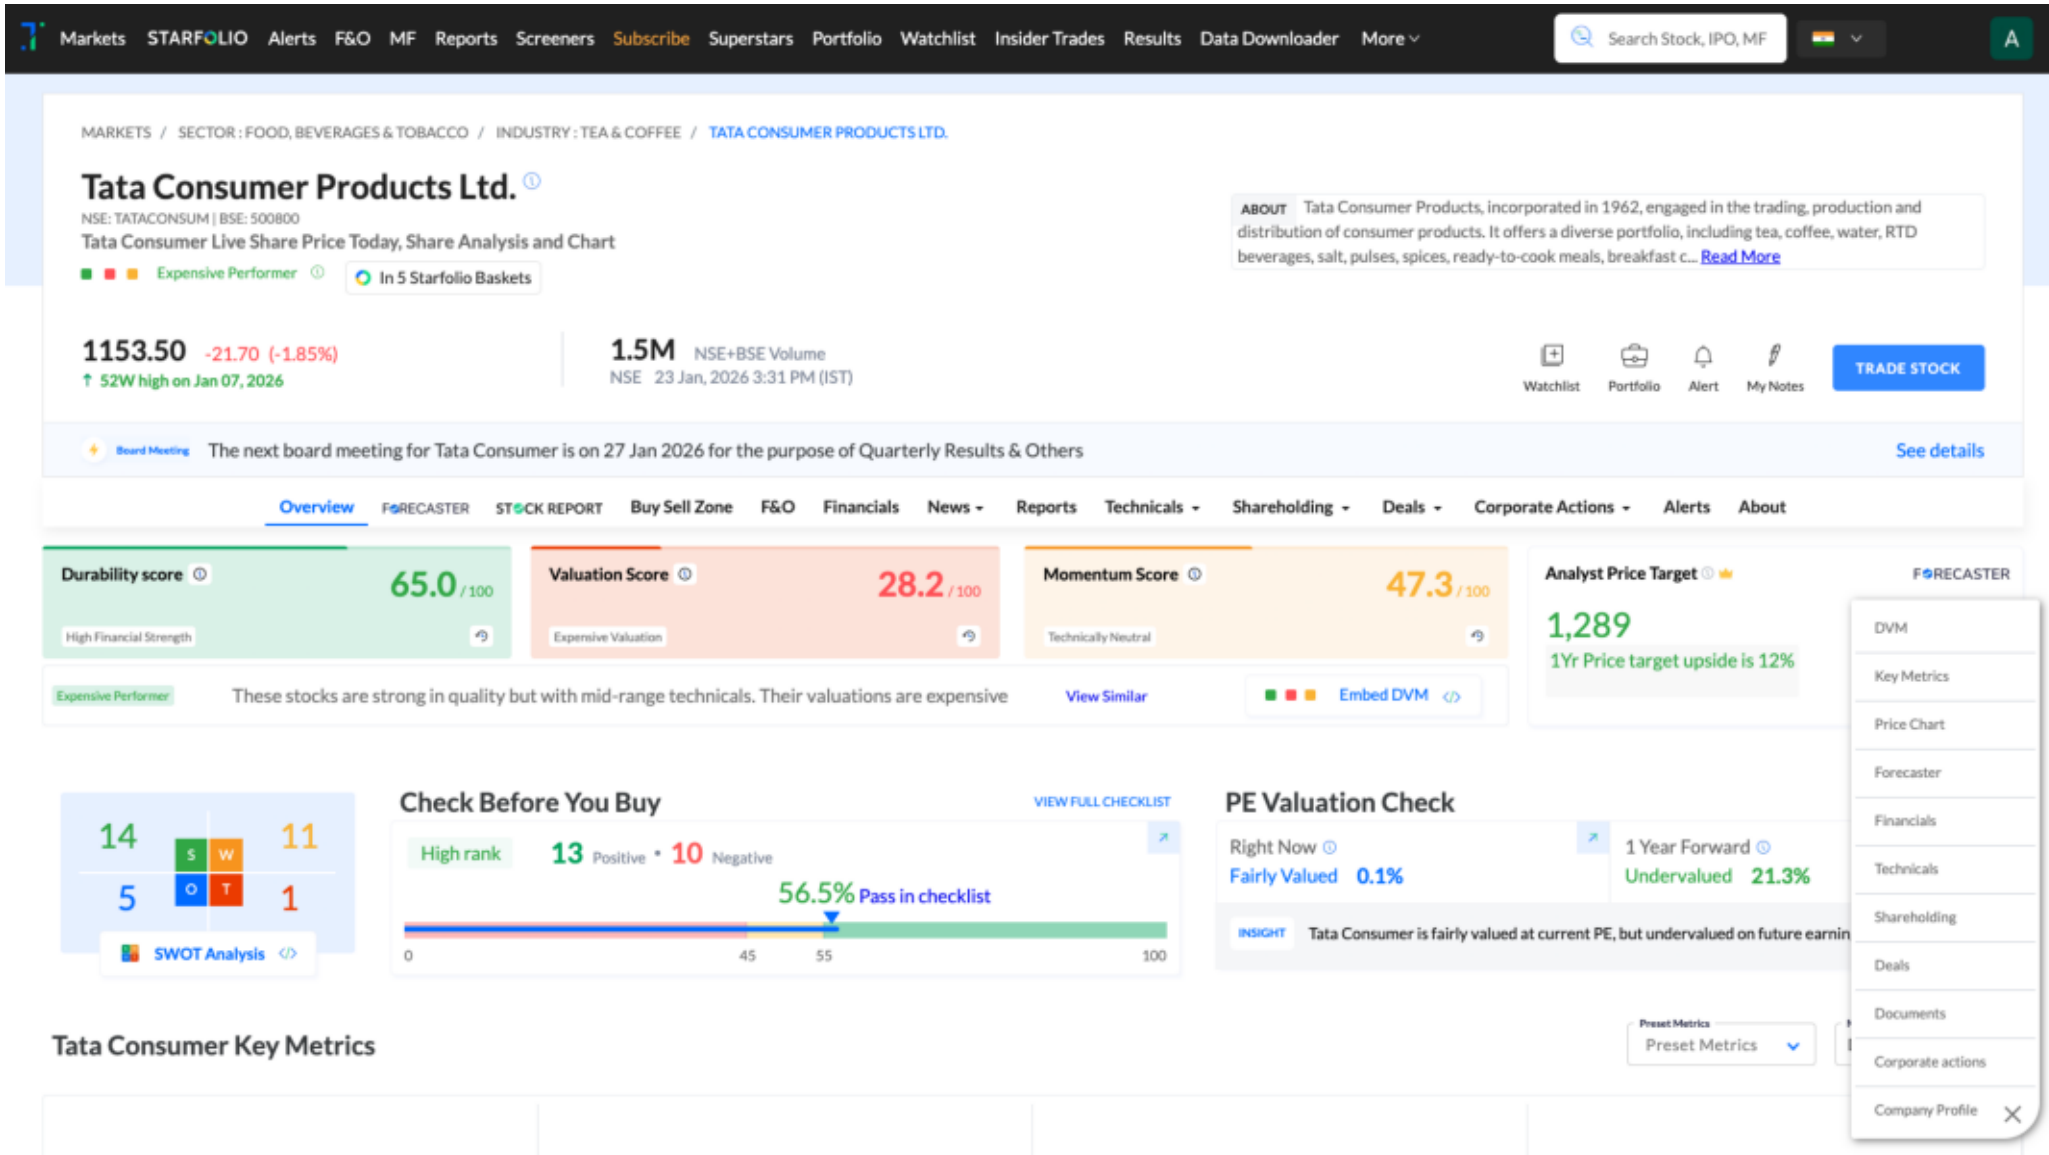 Markets STARFOLIO Alerts F&O MF Reports Screeners Subscribe Superstars Portfolio Watchlist Insider Trades Results Data Downloader More Search Stock, IPO, MF A
MARKETS / SECTOR : FOOD, BEVERAGES & TOBACCO / INDUSTRY : TEA & COFFEE / TATA CONSUMER PRODUCTS LTD.
Tata Consumer Products Ltd.
NSE: TATACONSUM | BSE: 500800
Tata Consumer Live Share Price Today, Share Analysis and Chart
Expensive Performer In 5 Starfolio Baskets
ABOUT Tata Consumer Products, incorporated in 1962, engaged in the trading, production and
distribution of consumer products. It offers a diverse portfolio, including tea, coffee, water, RTD
beverages, salt, pulses, spices, ready-to-cook meals, breakfast c... Read More
1153.50 -21.70 (-1.85%)
↑ 52W high on Jan 07, 2026
1.5M NSE+BSE Volume
NSE 23 Jan, 2026 3:31 PM (IST)
Watchlist Portfolio Alert My Notes TRADE STOCK
Board Meeting The next board meeting for Tata Consumer is on 27 Jan 2026 for the purpose of Quarterly Results & Others See details
Overview FORECASTER STOCK REPORT Buy Sell Zone F&O Financials News Reports Technicals Shareholding Deals Corporate Actions Alerts About
Durability score 65.0 / 100
High Financial Strength
Valuation Score 28.2 / 100
Expensive Valuation
Momentum Score 47.3 / 100
Technically Neutral
Analyst Price Target FORECASTER
1,289
1Yr Price target upside is 12%
Expensive Performer These stocks are strong in quality but with mid-range technicals. Their valuations are expensive View Similar Embed DVM </>
14 S W 11
5 O T 1
SWOT Analysis </>
Check Before You Buy VIEW FULL CHECKLIST
High rank 13 Positive • 10 Negative
56.5% Pass in checklist
0 45 55 100
PE Valuation Check
Right Now
Fairly Valued 0.1%
1 Year Forward
Undervalued 21.3%
INSIGHT Tata Consumer is fairly valued at current PE, but undervalued on future earnin
Tata Consumer Key Metrics
Preset Metrics
Preset Metrics
DVM
Key Metrics
Price Chart
Forecaster
Financials
Technicals
Shareholding
Deals
Documents
Corporate actions
Company Profile